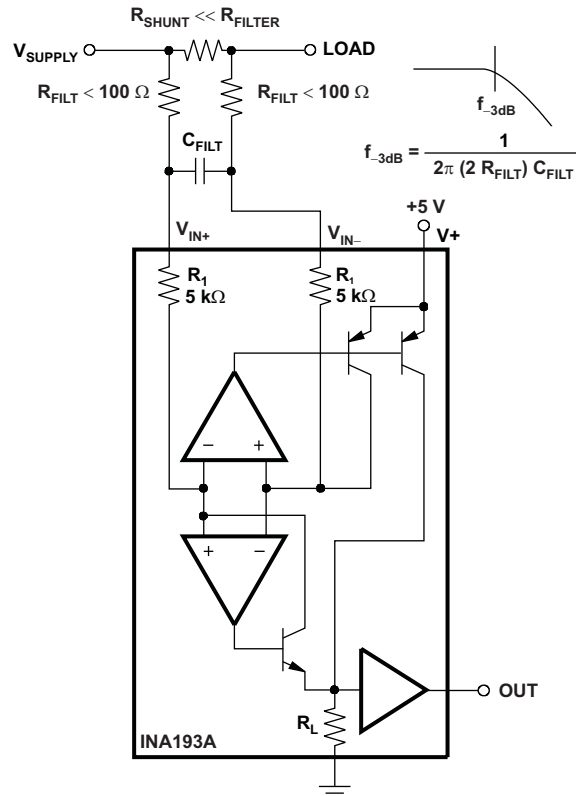 R_SHUNT << R_FILTER
V_SUPPLY
LOAD
R_FILT < 100 Ω
R_FILT < 100 Ω
f_–3dB
C_FILT
f_–3dB = 1 / 2π (2 R_FILT) C_FILT
+5 V
V+
V_IN+
V_IN–
R_1
5 kΩ
R_1
5 kΩ
– +
+ –
OUT
R_L
INA193A